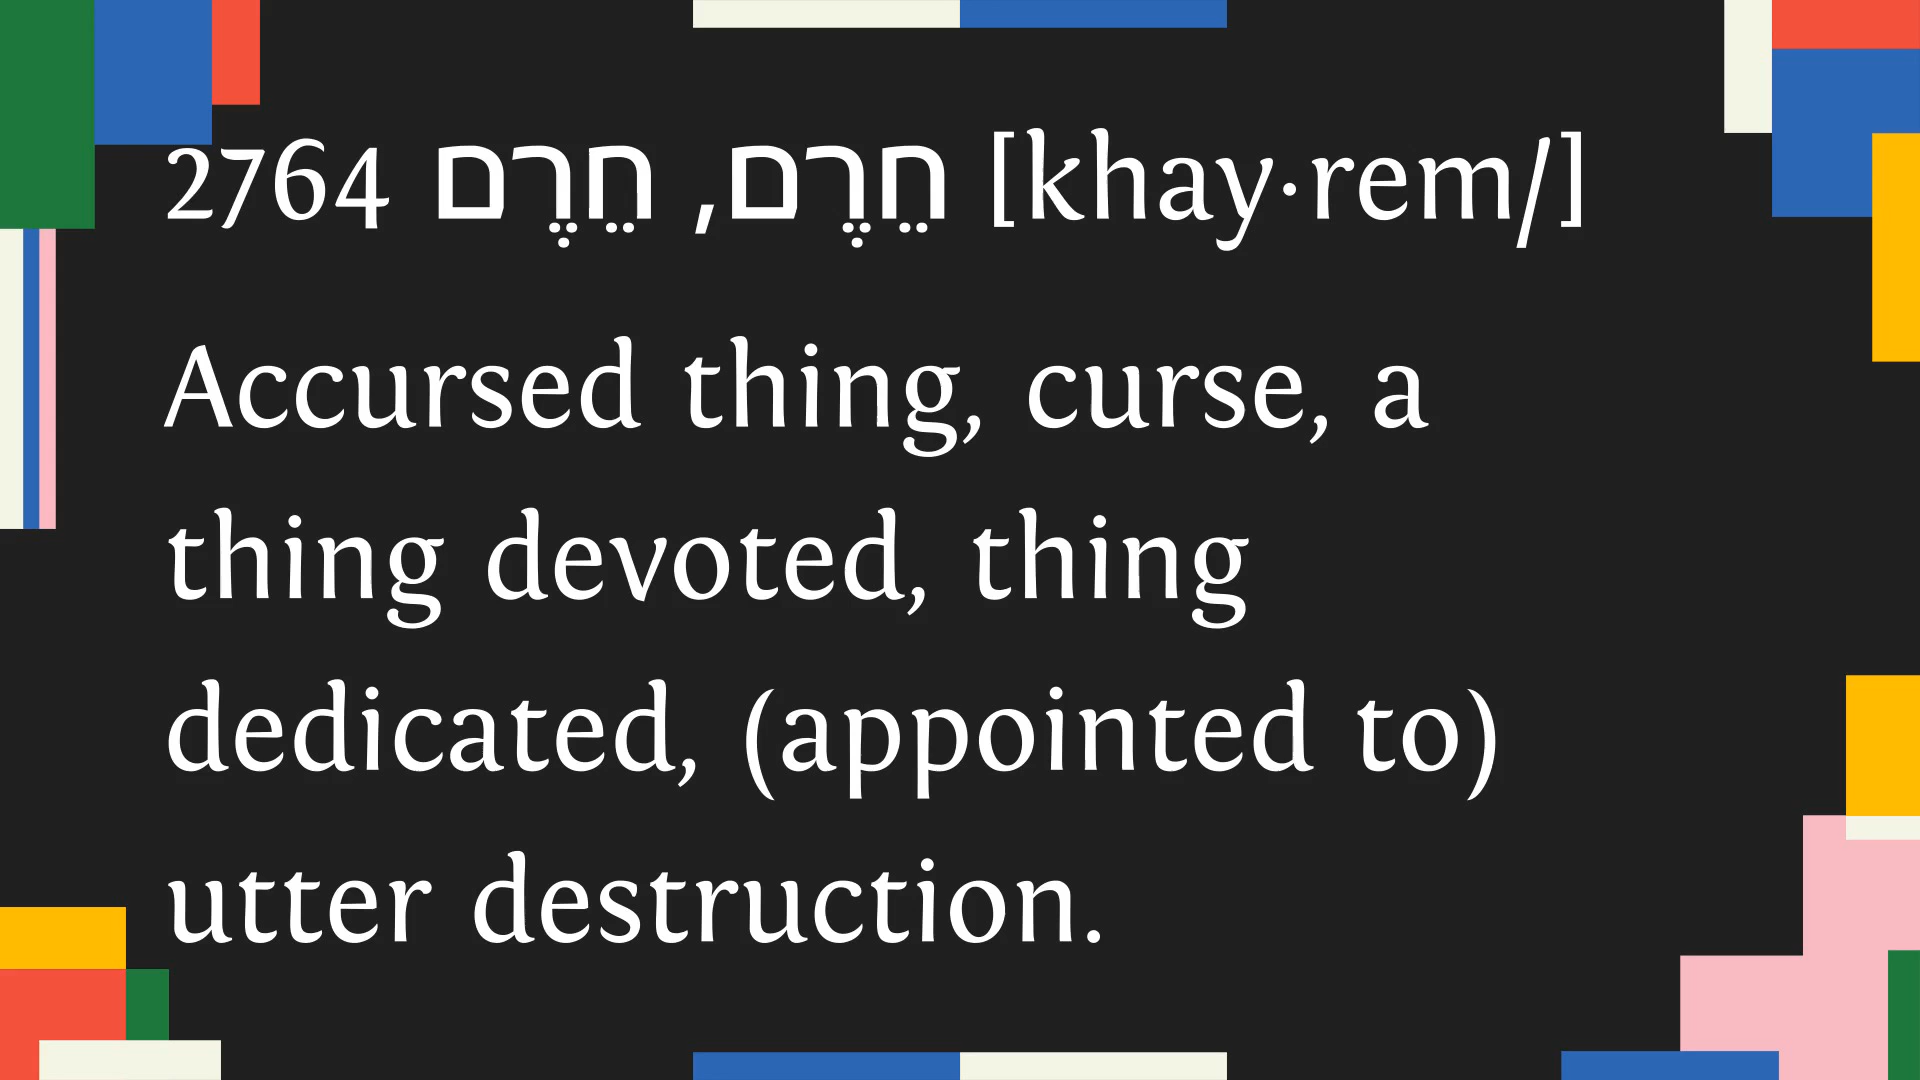 2764 חֵרֶם, חֵרֶם [khay·rem/]
Accursed thing, curse, a
thing devoted, thing
dedicated, (appointed to)
utter destruction.